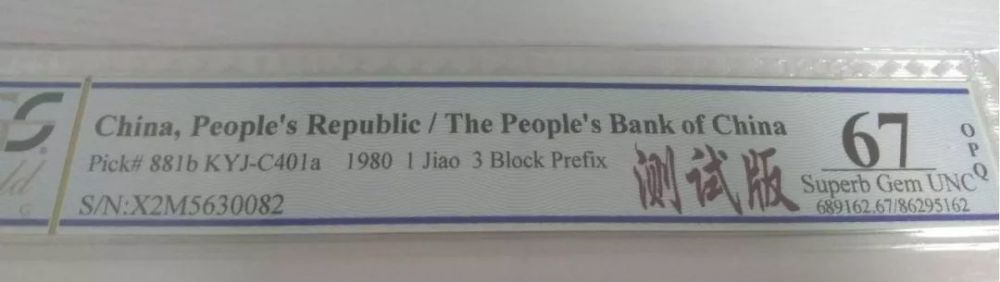 China, People's Republic / The People's Bank of China
Pick# 881b KYJ-C401a 1980 1 Jiao 3 Block Prefix
S/N:X2M5630082
测试版
67
OPQ
Superb Gem UNC
689162.67/86295162
G